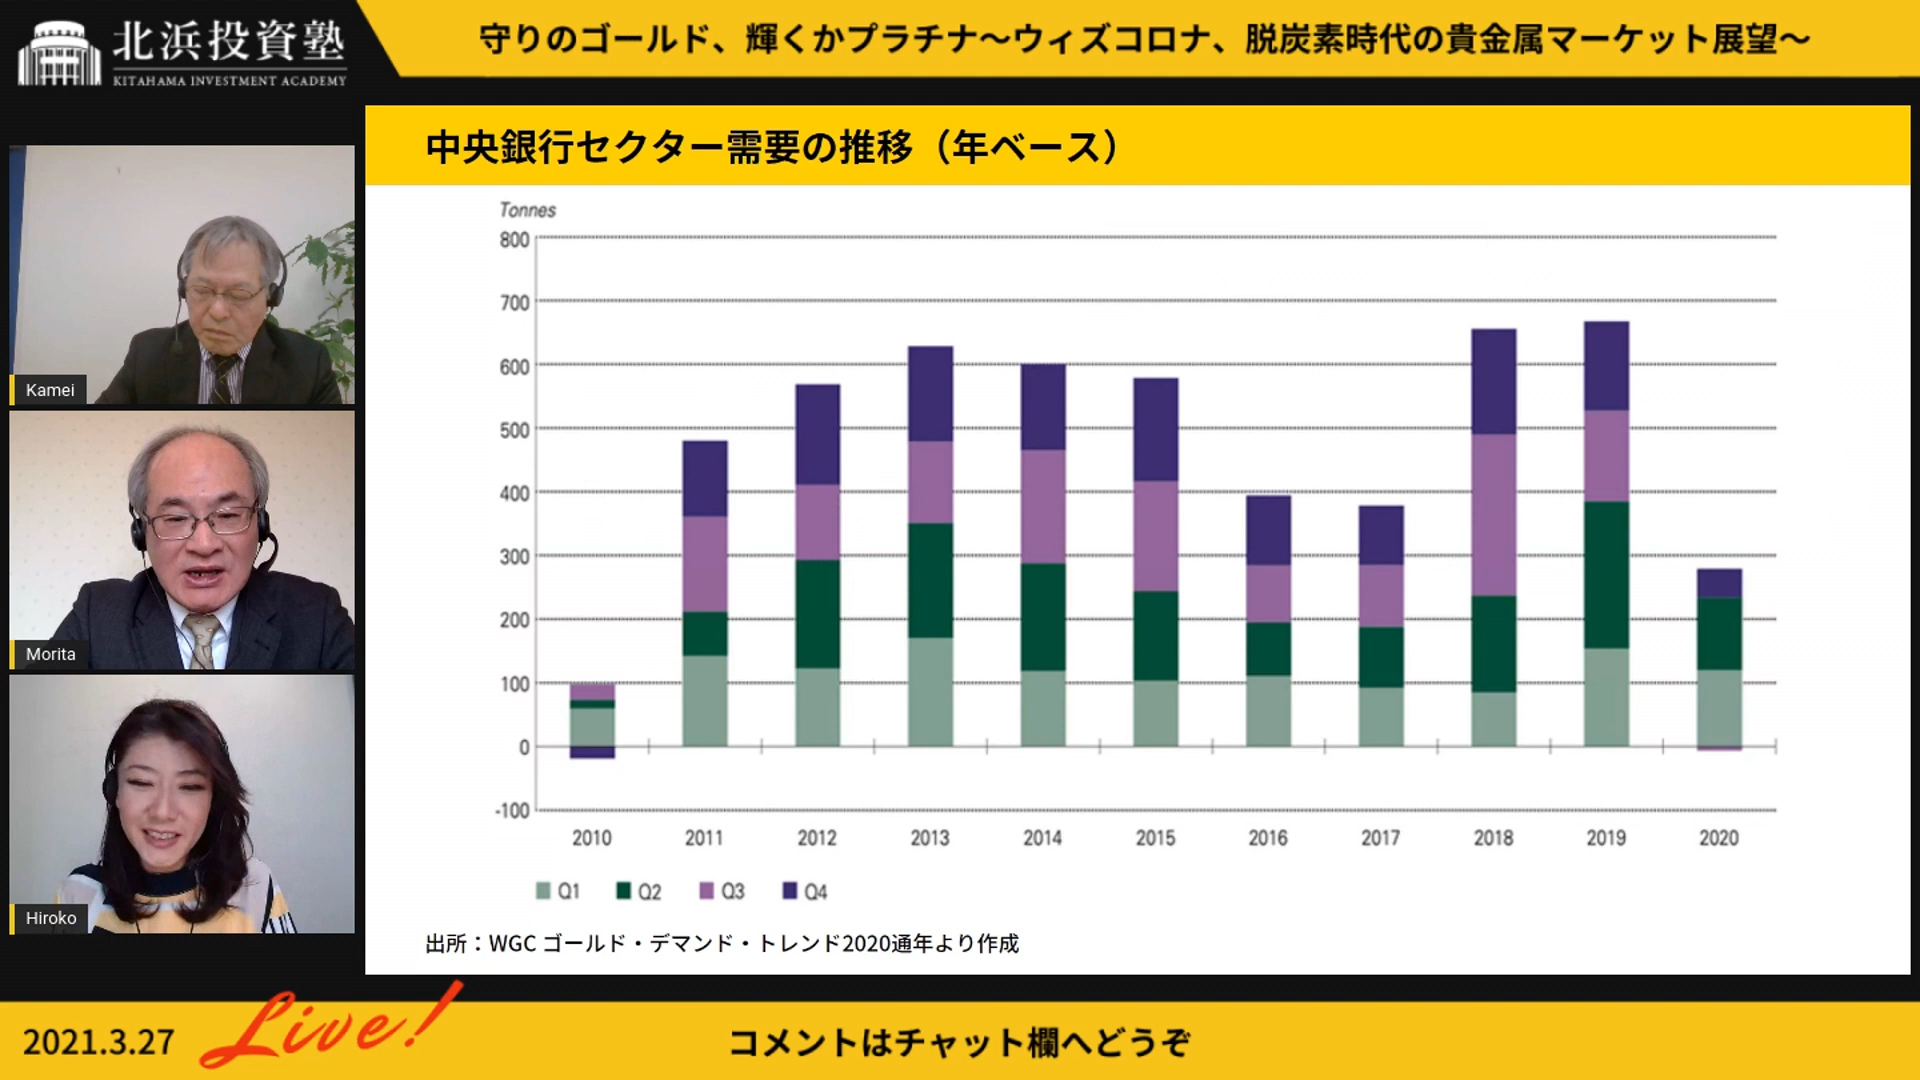 北浜投資塾
KITAHAMA INVESTMENT ACADEMY
守りのゴールド、輝くかプラチナ〜ウィズコロナ、脱炭素時代の貴金属マーケット展望〜
Kamei
Morita
Hiroko
中央銀行セクター需要の推移（年ベース）
Tonnes
800
700
600
500
400
300
200
100
0
-100
2010 2011 2012 2013 2014 2015 2016 2017 2018 2019 2020
Q1 Q2 Q3 Q4
出所：WGC ゴールド・デマンド・トレンド2020通年より作成
2021.3.27
Live!
コメントはチャット欄へどうぞ